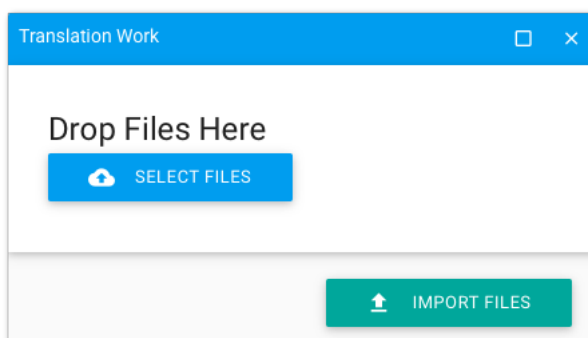 Translation Work
Drop Files Here
SELECT FILES
IMPORT FILES